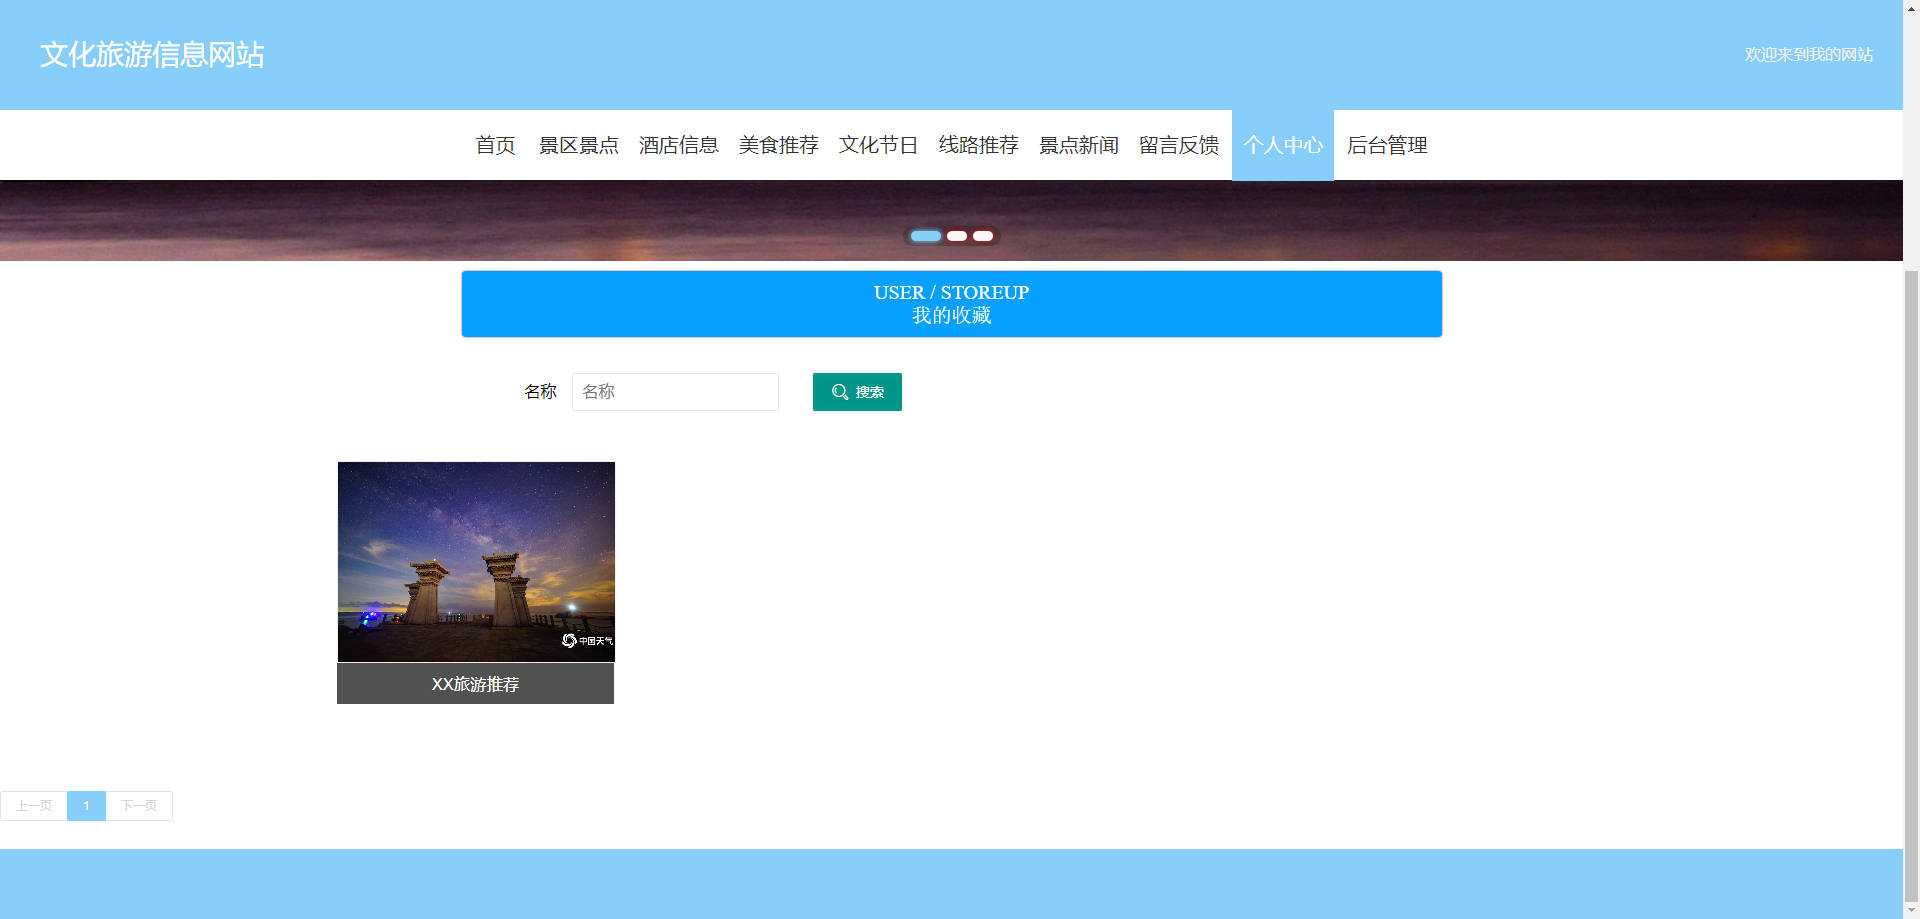 文化旅游信息网站
欢迎来到我的网站
首页 景区景点 酒店信息 美食推荐 文化节日 线路推荐 景点新闻 留言反馈 个人中心 后台管理
USER / STOREUP
我的收藏
名称 名称 搜索
中国天气
XX旅游推荐
上一页 1 下一页